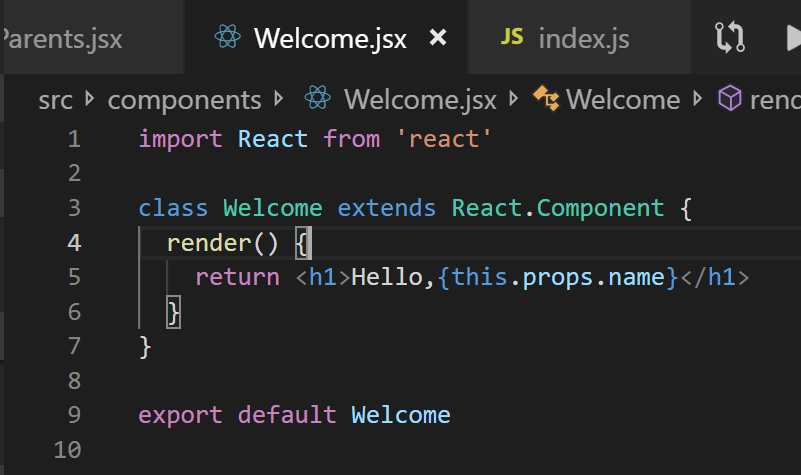 Parents.jsx Welcome.jsx × JS index.js
src components Welcome.jsx Welcome rend
1 import React from 'react'
2
3 class Welcome extends React.Component {
4 render() {
5 return <h1>Hello,{this.props.name}</h1>
6 }
7 }
8
9 export default Welcome
10